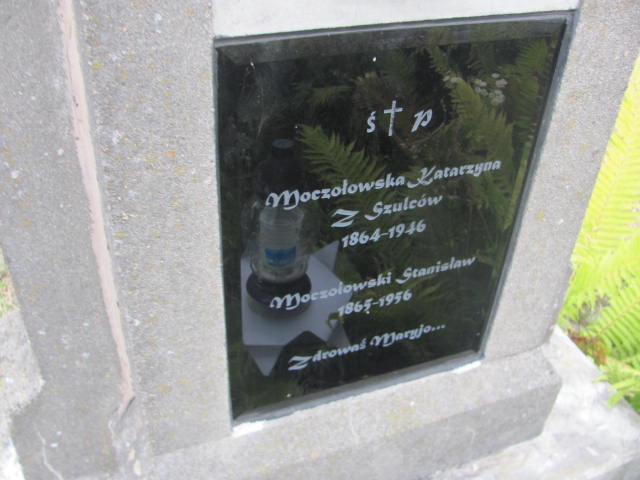 ś † p
Moczołowska Katarzyna
Z Szulców
1864-1946
Moczołowski Stanisław
1865-1956
Zdrowaś Maryjo...